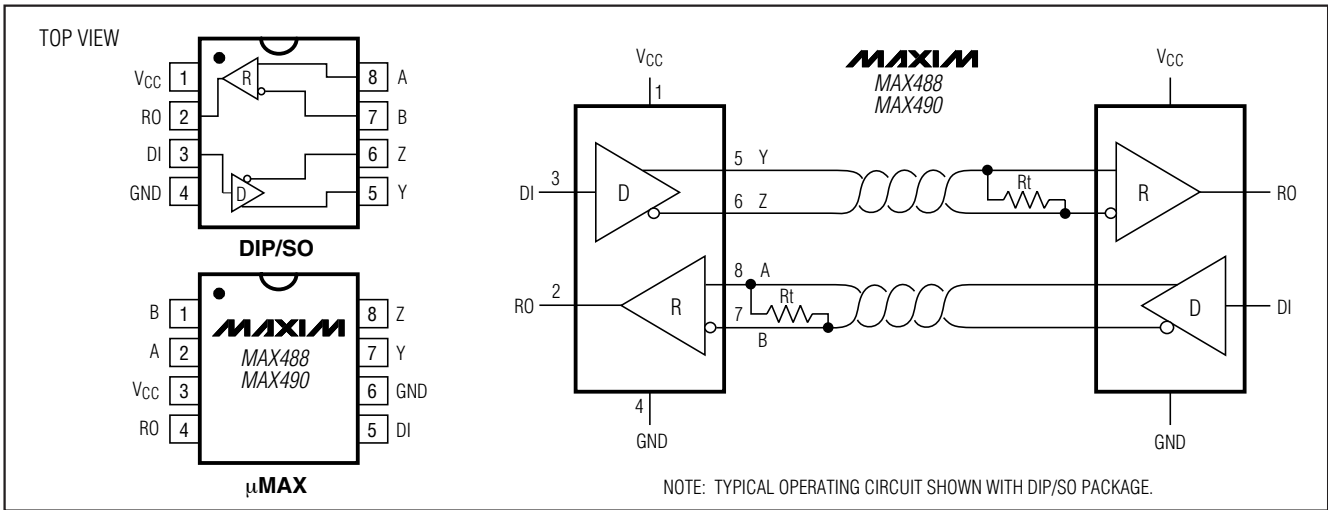 TOP VIEW
VCC 1
RO 2
DI 3
GND 4
8 A
7 B
6 Z
5 Y
R
D
DIP/SO
B 1
A 2
VCC 3
RO 4
8 Z
7 Y
6 GND
5 DI
MAXIM
MAX488
MAX490
µMAX
MAXIM
MAX488
MAX490
VCC
1
DI 3
D
5 Y
6 Z
Rt
R
RO
VCC
RO 2
R
8 A
7
B
Rt
D
DI
4
GND
GND
NOTE: TYPICAL OPERATING CIRCUIT SHOWN WITH DIP/SO PACKAGE.